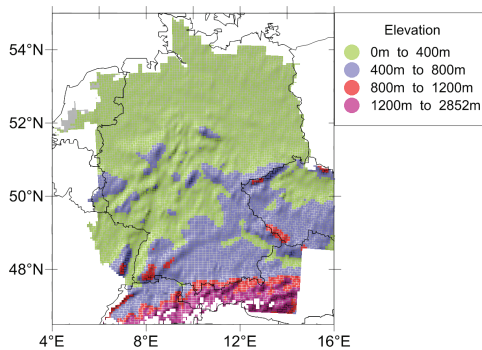 54°N
52°N
50°N
48°N
4°E
8°E
12°E
16°E
Elevation
0m to 400m
400m to 800m
800m to 1200m
1200m to 2852m